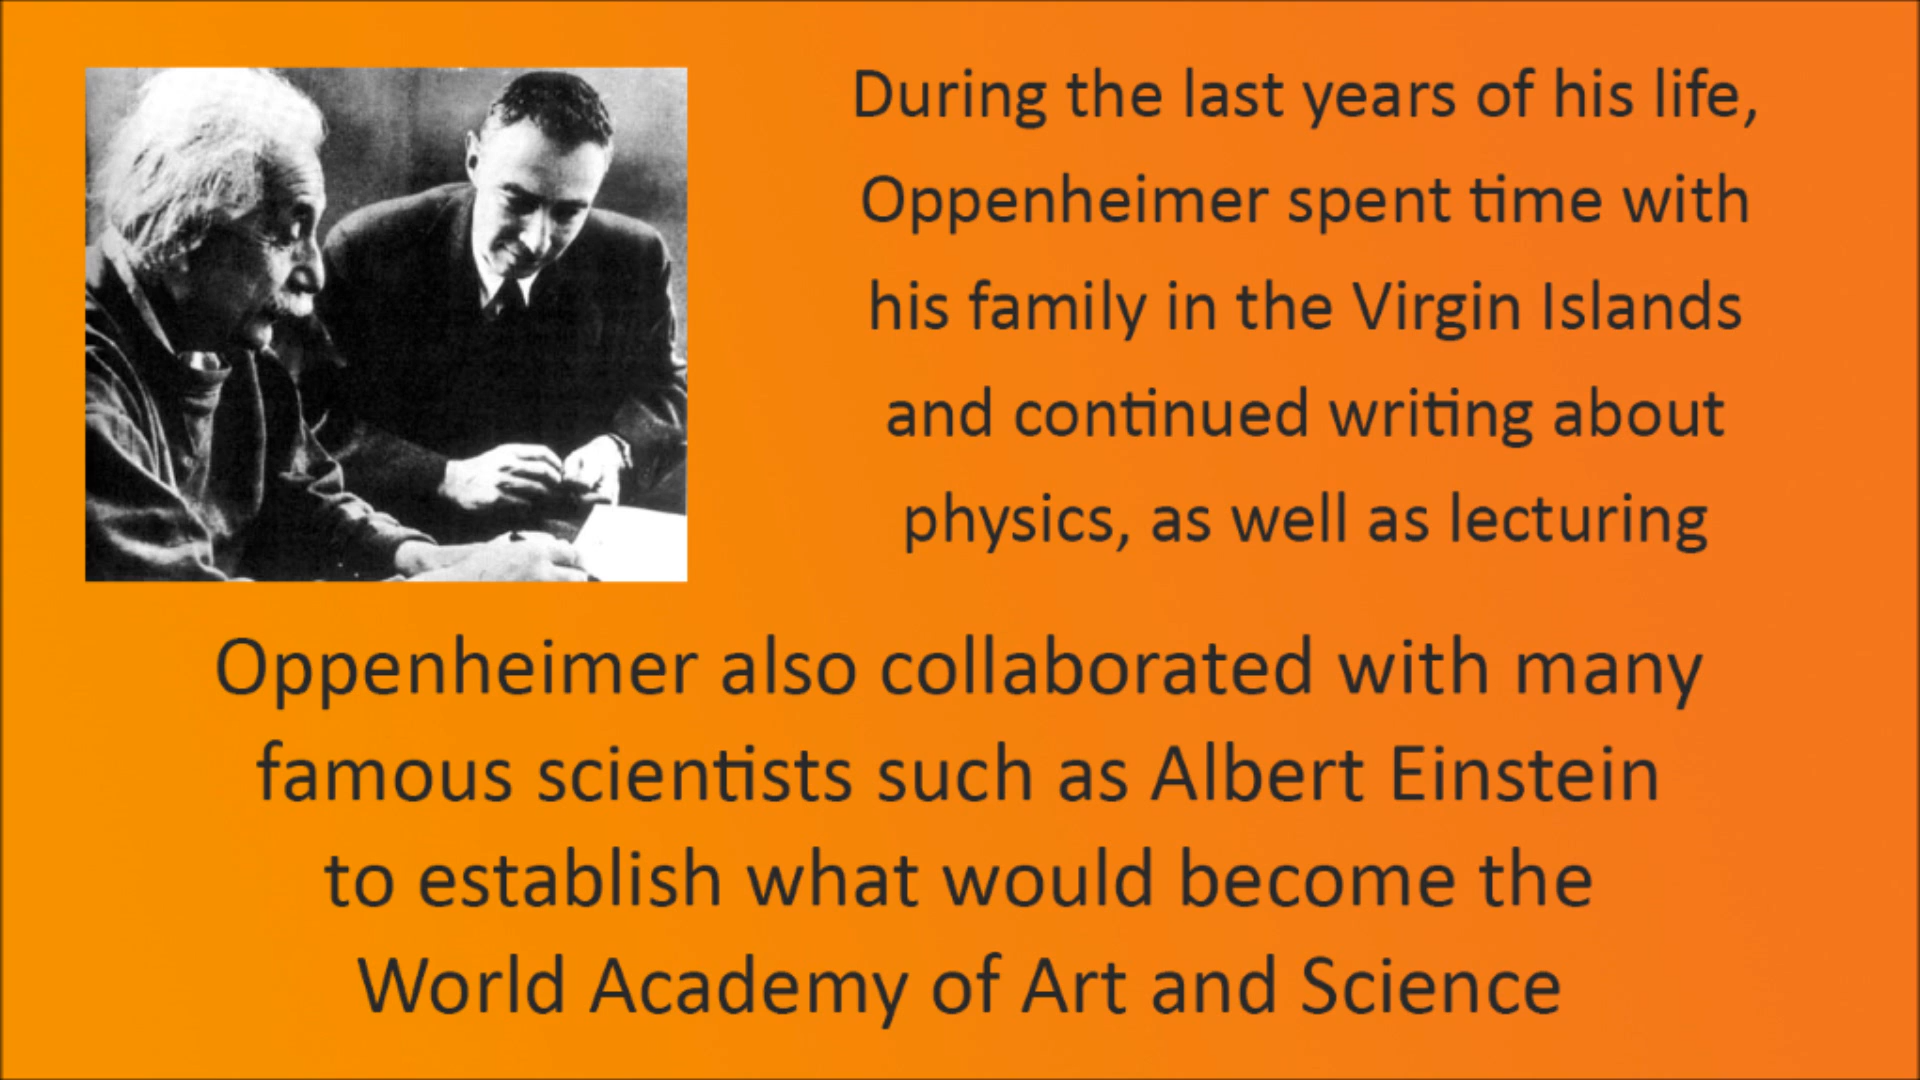 During the last years of his life,
Oppenheimer spent time with
his family in the Virgin Islands
and continued writing about
physics, as well as lecturing
Oppenheimer also collaborated with many
famous scientists such as Albert Einstein
to establish what would become the
World Academy of Art and Science